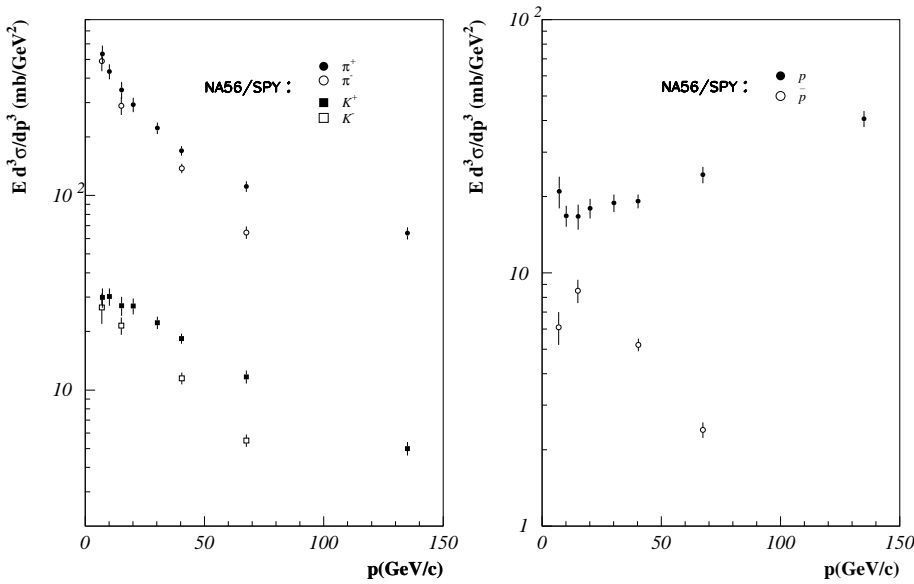 E d³σ/dp³ (mb/GeV²)
10²
10
0
50
100
150
p(GeV/c)
NA56/SPY :
π⁺
π⁻
K⁺
K⁻
E d³σ/dp³ (mb/GeV²)
10²
10
1
0
50
100
150
p(GeV/c)
NA56/SPY :
p
p̄